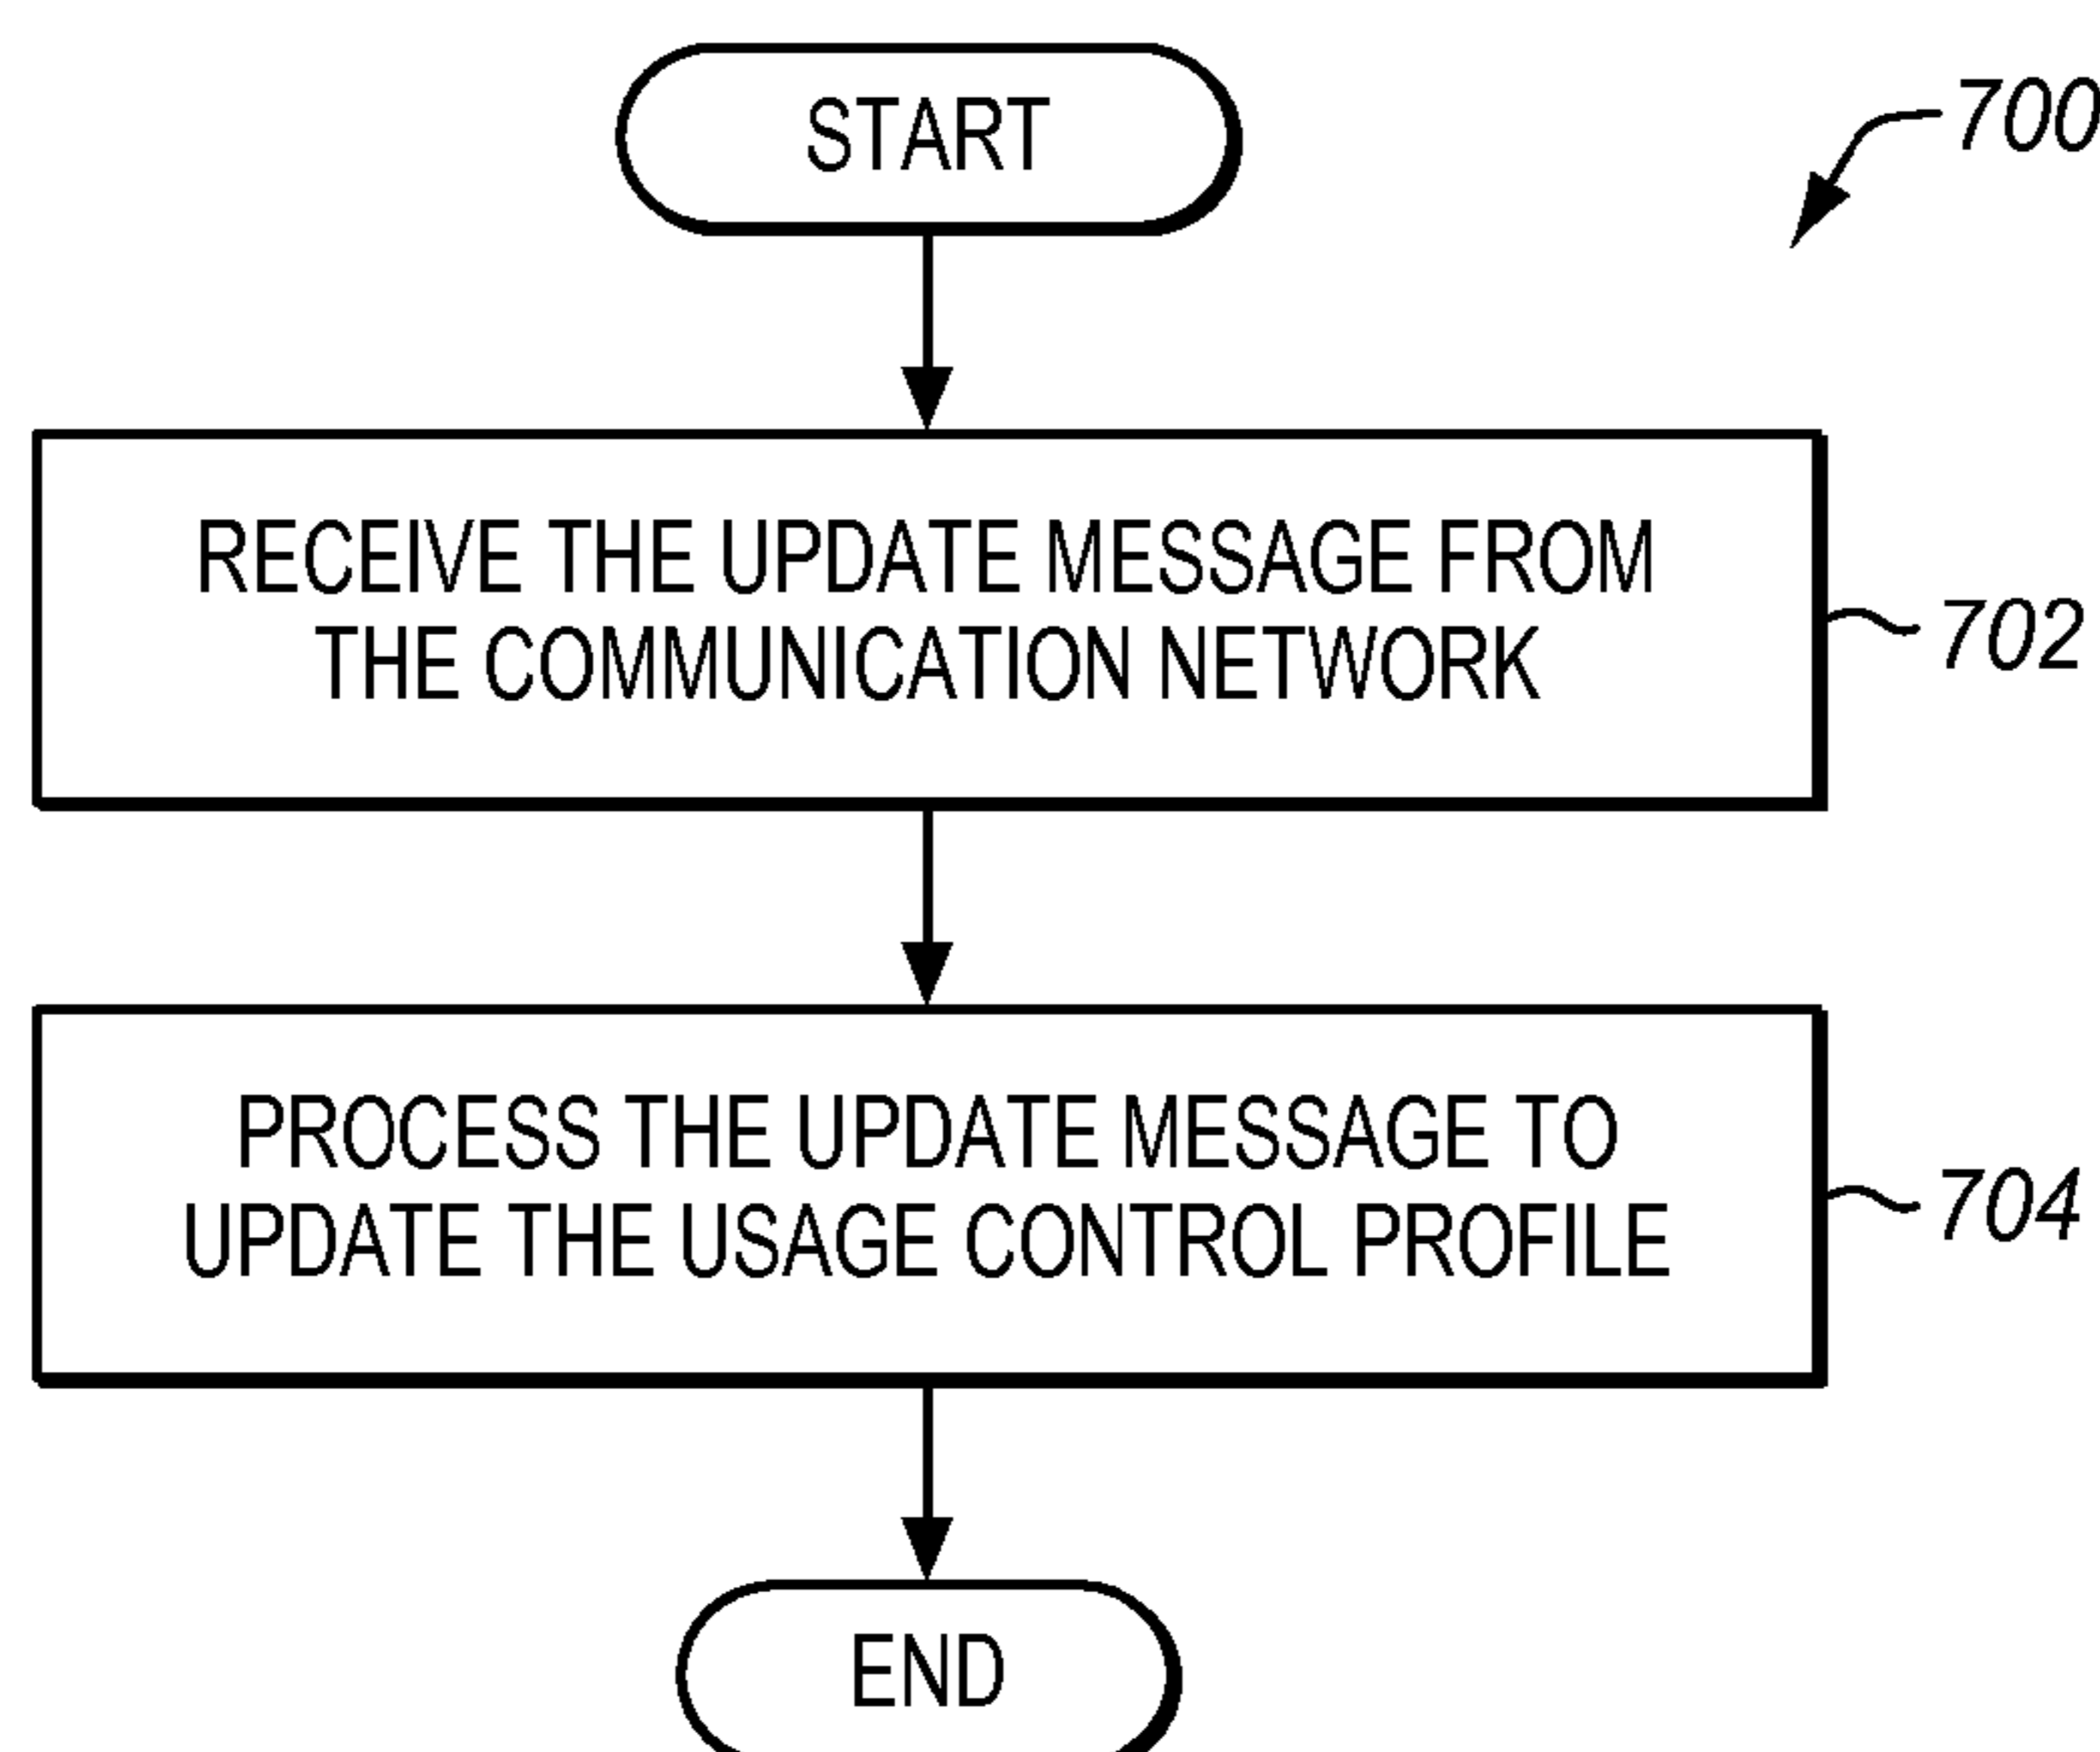 START
700
RECEIVE THE UPDATE MESSAGE FROM
THE COMMUNICATION NETWORK
702
PROCESS THE UPDATE MESSAGE TO
UPDATE THE USAGE CONTROL PROFILE
704
END